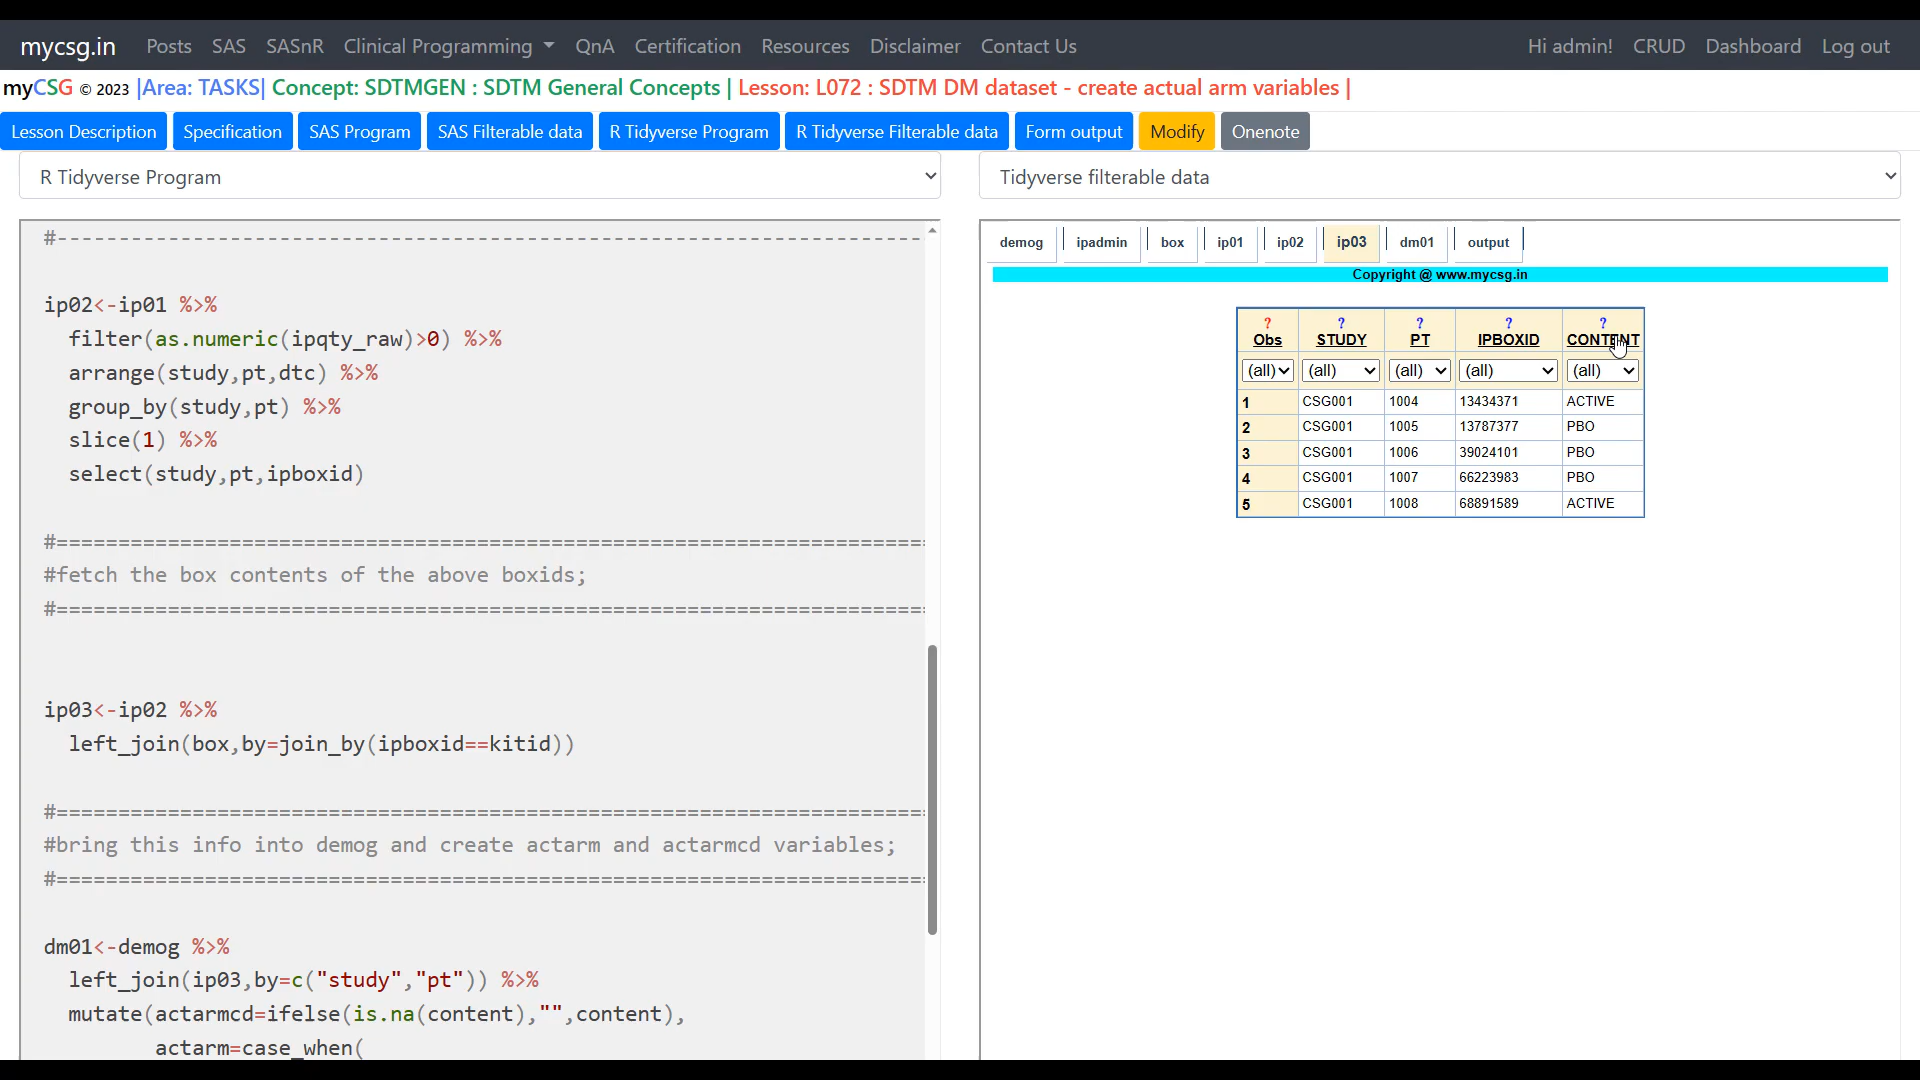 mycsg.in Posts SAS SASnR Clinical Programming QnA Certification Resources Disclaimer Contact Us Hi admin! CRUD Dashboard Log out
myCSG © 2023 |Area: TASKS| Concept: SDTMGEN : SDTM General Concepts | Lesson: L072 : SDTM DM dataset - create actual arm variables |
Lesson Description Specification SAS Program SAS Filterable data R Tidyverse Program R Tidyverse Filterable data Form output Modify Onenote
R Tidyverse Program
#-----------------------------------------------------------------------
ip02<-ip01 %>%
  filter(as.numeric(ipqty_raw)>0) %>%
  arrange(study,pt,dtc) %>%
  group_by(study,pt) %>%
  slice(1) %>%
  select(study,pt,ipboxid)
#=======================================================================
#fetch the box contents of the above boxids;
#=======================================================================
ip03<-ip02 %>%
  left_join(box,by=join_by(ipboxid==kitid))
#=======================================================================
#bring this info into demog and create actarm and actarmcd variables;
#=======================================================================
dm01<-demog %>%
  left_join(ip03,by=c("study","pt")) %>%
  mutate(actarmcd=ifelse(is.na(content),"",content),
         actarm=case_when(
Tidyverse filterable data
demog ipadmin box ip01 ip02 ip03 dm01 output
Copyright @ www.mycsg.in
? ? ? ? ?
Obs STUDY PT IPBOXID CONTENT
(all) (all) (all) (all) (all)
1 CSG001 1004 13434371 ACTIVE
2 CSG001 1005 13787377 PBO
3 CSG001 1006 39024101 PBO
4 CSG001 1007 66223983 PBO
5 CSG001 1008 68891589 ACTIVE